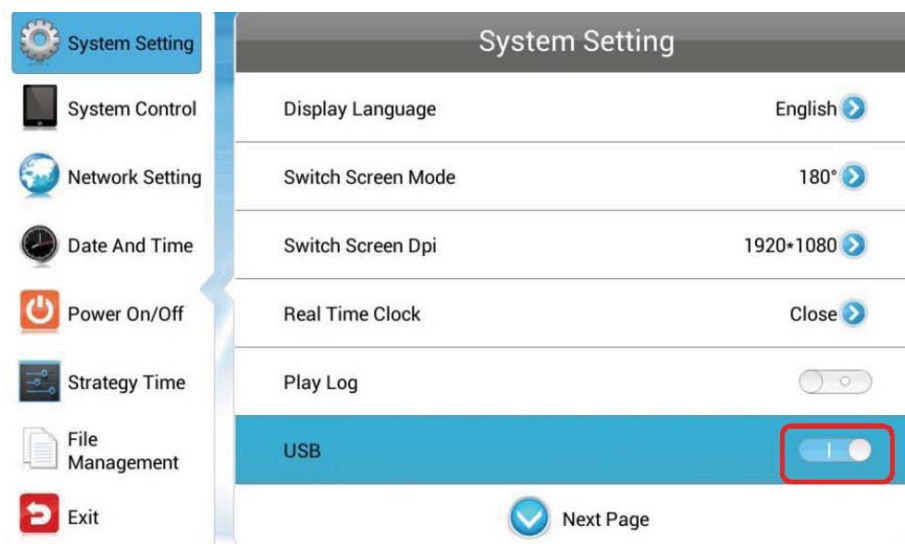 System Setting
System Control
Network Setting
Date And Time
Power On/Off
Strategy Time
File
Management
Exit
System Setting
Display Language English
Switch Screen Mode 180°
Switch Screen Dpi 1920*1080
Real Time Clock Close
Play Log
USB
Next Page